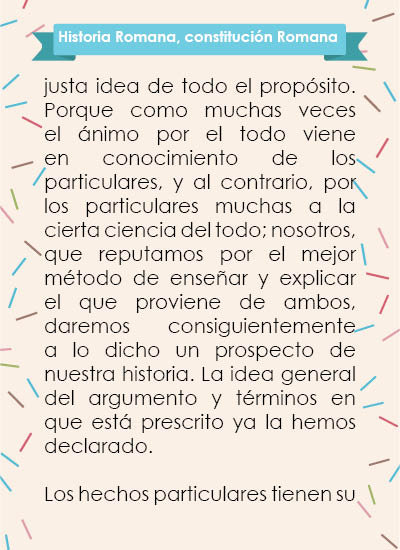 Historia Romana, constitución Romana
justa idea de todo el propósito.
Porque como muchas veces
el ánimo por el todo viene
en conocimiento de los
particulares, y al contrario, por
los particulares muchas a la
cierta ciencia del todo; nosotros,
que reputamos por el mejor
método de enseñar y explicar
el que proviene de ambos,
daremos consiguientemente
a lo dicho un prospecto de
nuestra historia. La idea general
del argumento y términos en
que está prescrito ya la hemos
declarado.
Los hechos particulares tienen su